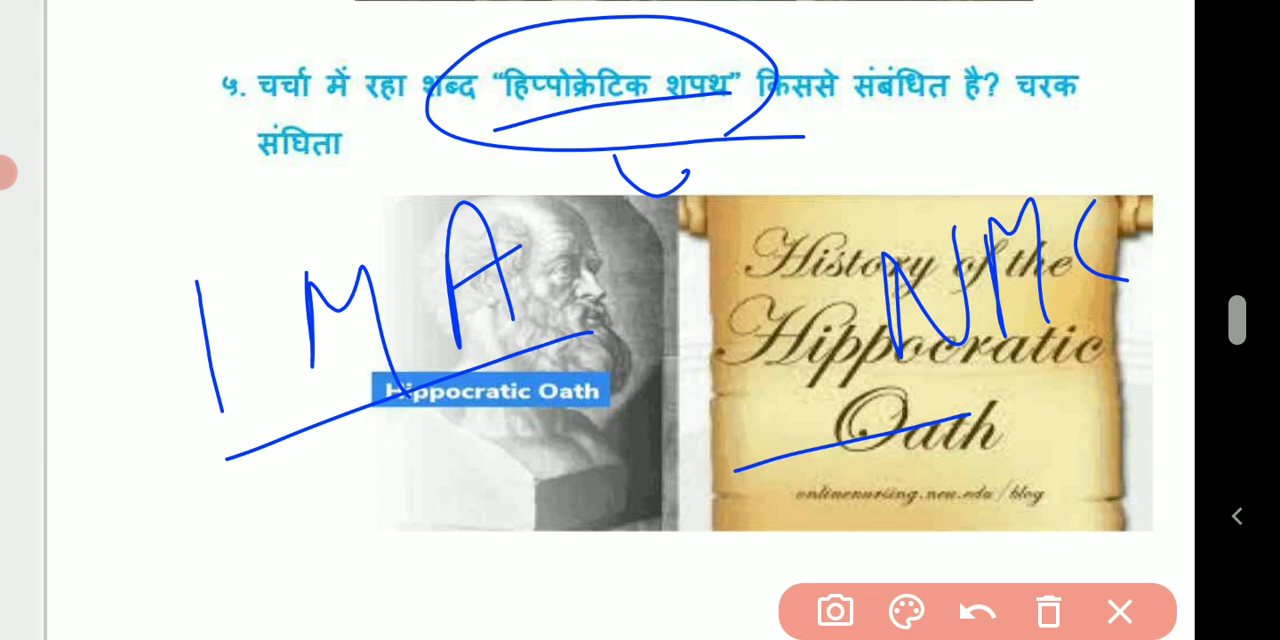 ५. चर्चा में रहा शब्द “हिप्पोक्रेटिक शपथ” किससे संबंधित है? चरक
संघिता
IMA
NMC
Hippocratic Oath
History of the
Hippocratic
Oath
onlinenursing.neu.edu/blog